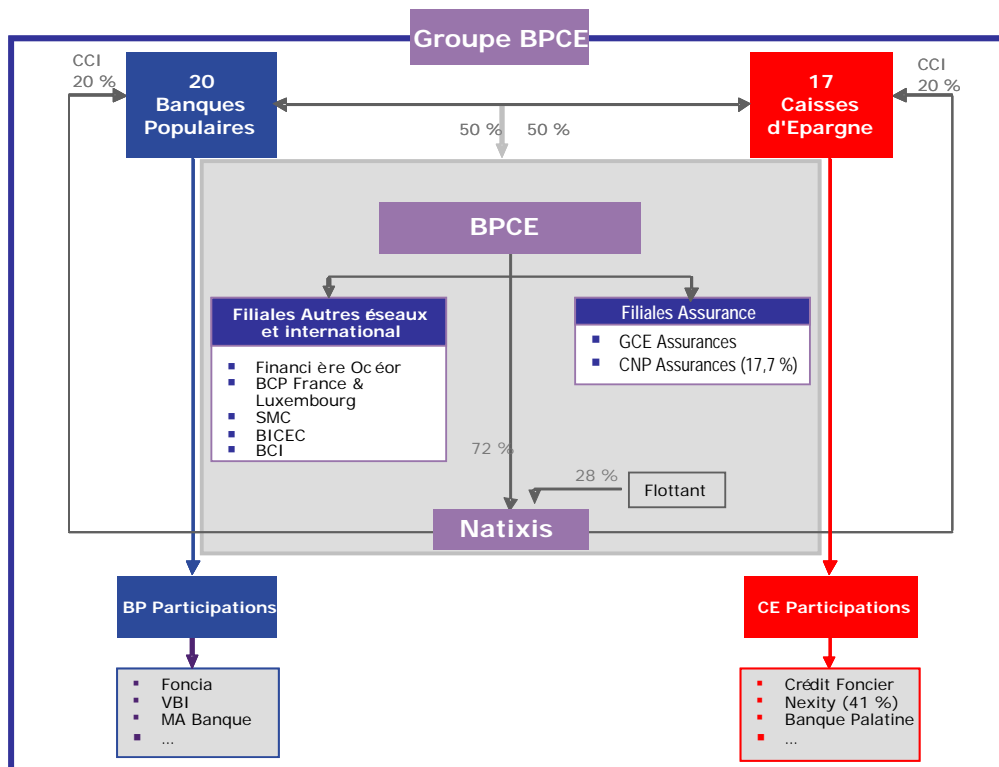 Groupe BPCE
CCI
20 %
20
Banques
Populaires
17
Caisses
d'Epargne
CCI
20 %
50 %
50 %
BPCE
Filiales Autres éseaux
et international
Financi ère Oc éor
BCP France &
Luxembourg
SMC
BICEC
BCI
Filiales Assurance
GCE Assurances
CNP Assurances (17,7 %)
72 %
28 %
Flottant
Natixis
BP Participations
CE Participations
Foncia
VBI
MA Banque
...
Crédit Foncier
Nexity (41 %)
Banque Palatine
...